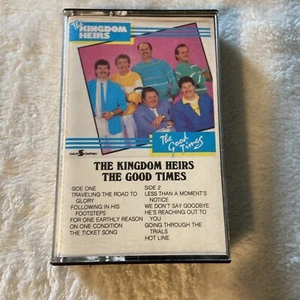 The
KINGDOM
HEIRS
The
Good
Times
THE KINGDOM HEIRS
THE GOOD TIMES
SIDE ONE
TRAVELING THE ROAD TO
GLORY
FOLLOWING IN HIS
FOOTSTEPS
FOR ONE EARTHLY REASON
ON ONE CONDITION
THE TICKET SONG
SIDE 2
LESS THAN A MOMENT'S
NOTICE
WE DON'T SAY GOODBYE
HE'S REACHING OUT TO
YOU
GOING THROUGH THE
TRIALS
HOT LINE